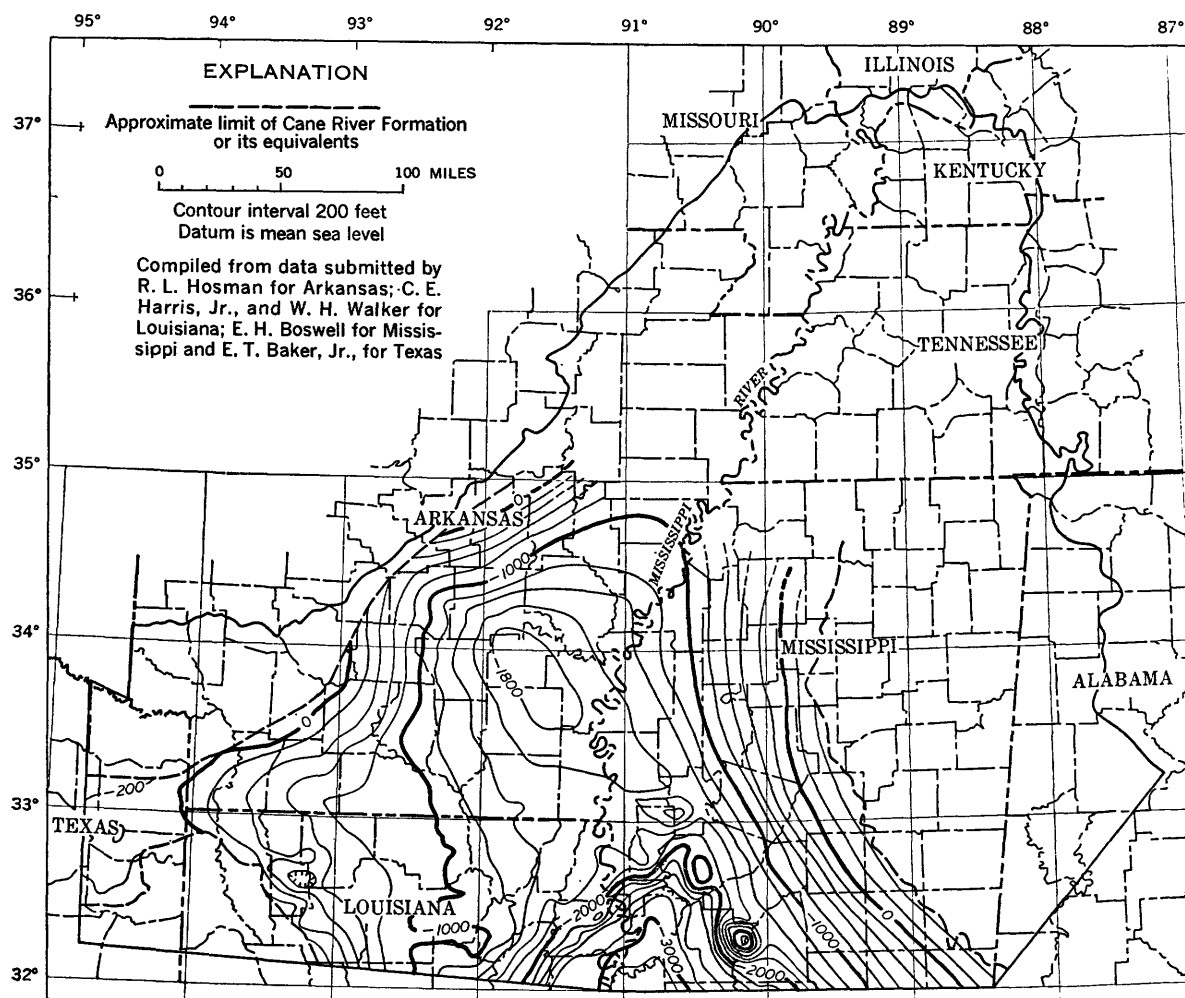 95° 94° 93° 92° 91° 90° 89° 88° 87°
EXPLANATION
Approximate limit of Cane River Formation
or its equivalents
0 50 100 MILES
Contour interval 200 feet
Datum is mean sea level
Compiled from data submitted by
R. L. Hosman for Arkansas; C. E.
Harris, Jr., and W. H. Walker for
Louisiana; E. H. Boswell for Missis-
sippi and E. T. Baker, Jr., for Texas
ILLINOIS
MISSOURI
37°
KENTUCKY
36°
TENNESSEE
RIVER
35°
0
ARKANSAS
MISSISSIPPI
-1000
34°
MISSISSIPPI
-1800
ALABAMA
0
-200
33°
TEXAS
LOUISIANA
-2000
0
-1000
-1000
-3000
-2000
32°